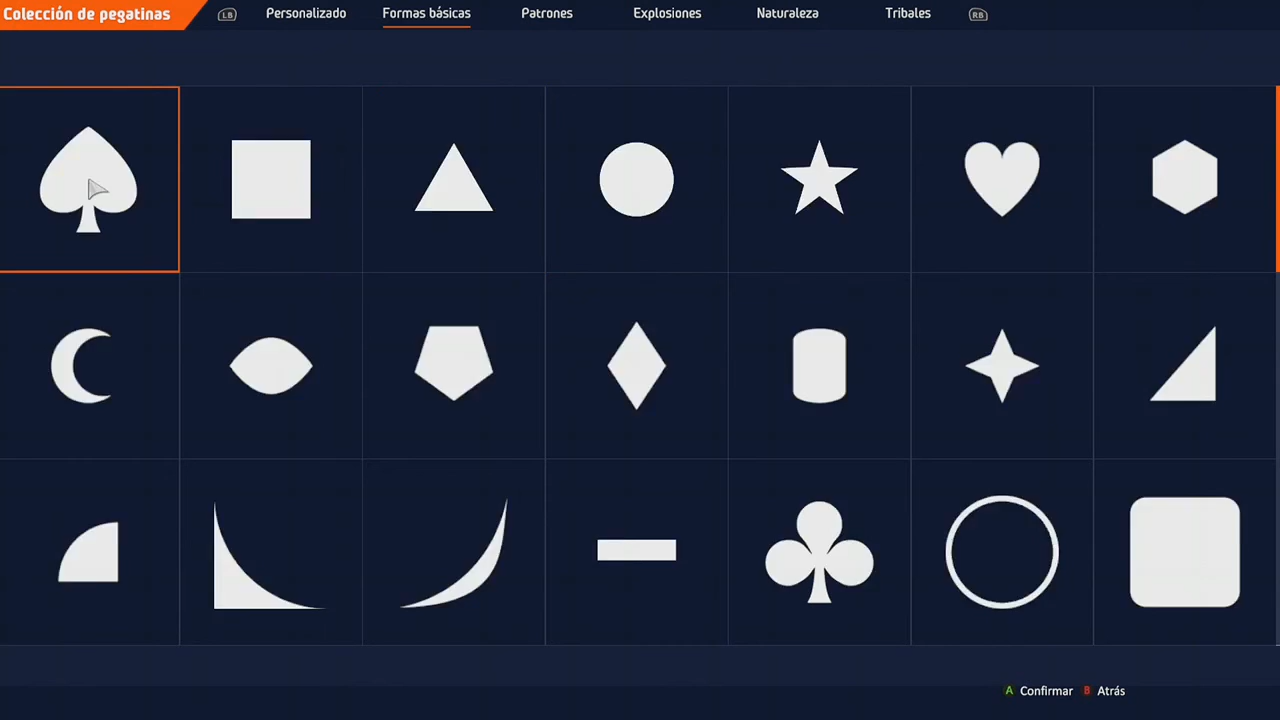 Colección de pegatinas
LB Personalizado Formas básicas Patrones Explosiones Naturaleza Tribales RB
A Confirmar B Atrás